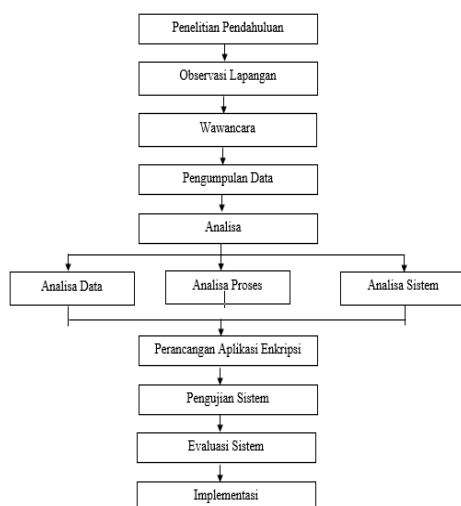 Penelitian Pendahuluan
Observasi Lapangan
Wawancara
Pengumpulan Data
Analisa
Analisa Data
Analisa Proses
Analisa Sistem
Perancangan Aplikasi Enkripsi
Pengujian Sistem
Evaluasi Sistem
Implementasi